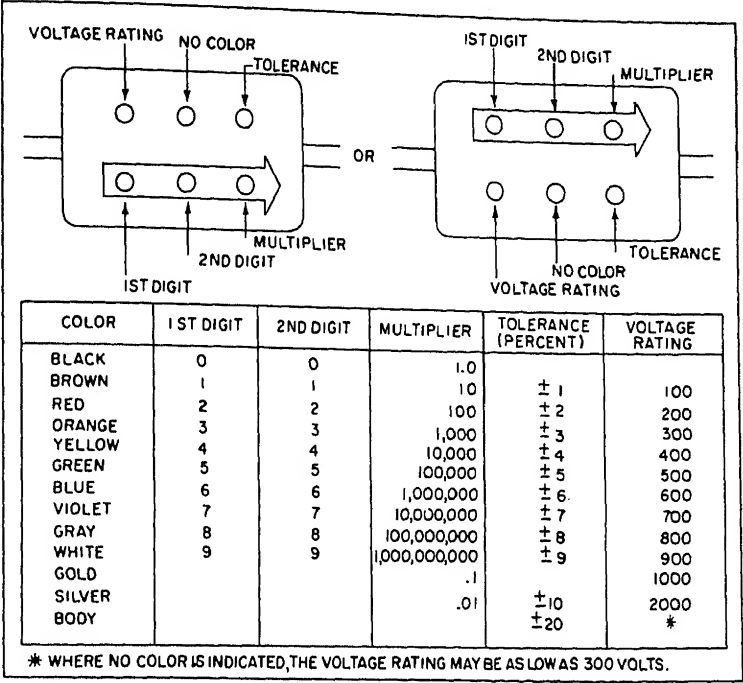 VOLTAGE RATING NO COLOR
TOLERANCE
MULTIPLIER
2ND DIGIT
1ST DIGIT
OR
1ST DIGIT
2ND DIGIT
MULTIPLIER
TOLERANCE
NO COLOR
VOLTAGE RATING
COLOR 1ST DIGIT 2ND DIGIT MULTIPLIER TOLERANCE (PERCENT) VOLTAGE RATING
BLACK 0 0 1.0
BROWN 1 1 10 ±1 100
RED 2 2 100 ±2 200
ORANGE 3 3 1,000 ±3 300
YELLOW 4 4 10,000 ±4 400
GREEN 5 5 100,000 ±5 500
BLUE 6 6 1,000,000 ±6 600
VIOLET 7 7 10,000,000 ±7 700
GRAY 8 8 100,000,000 ±8 800
WHITE 9 9 1,000,000,000 ±9 900
GOLD .1 1000
SILVER .01 ±10 2000
BODY ±20 *
* WHERE NO COLOR IS INDICATED, THE VOLTAGE RATING MAY BE AS LOW AS 300 VOLTS.